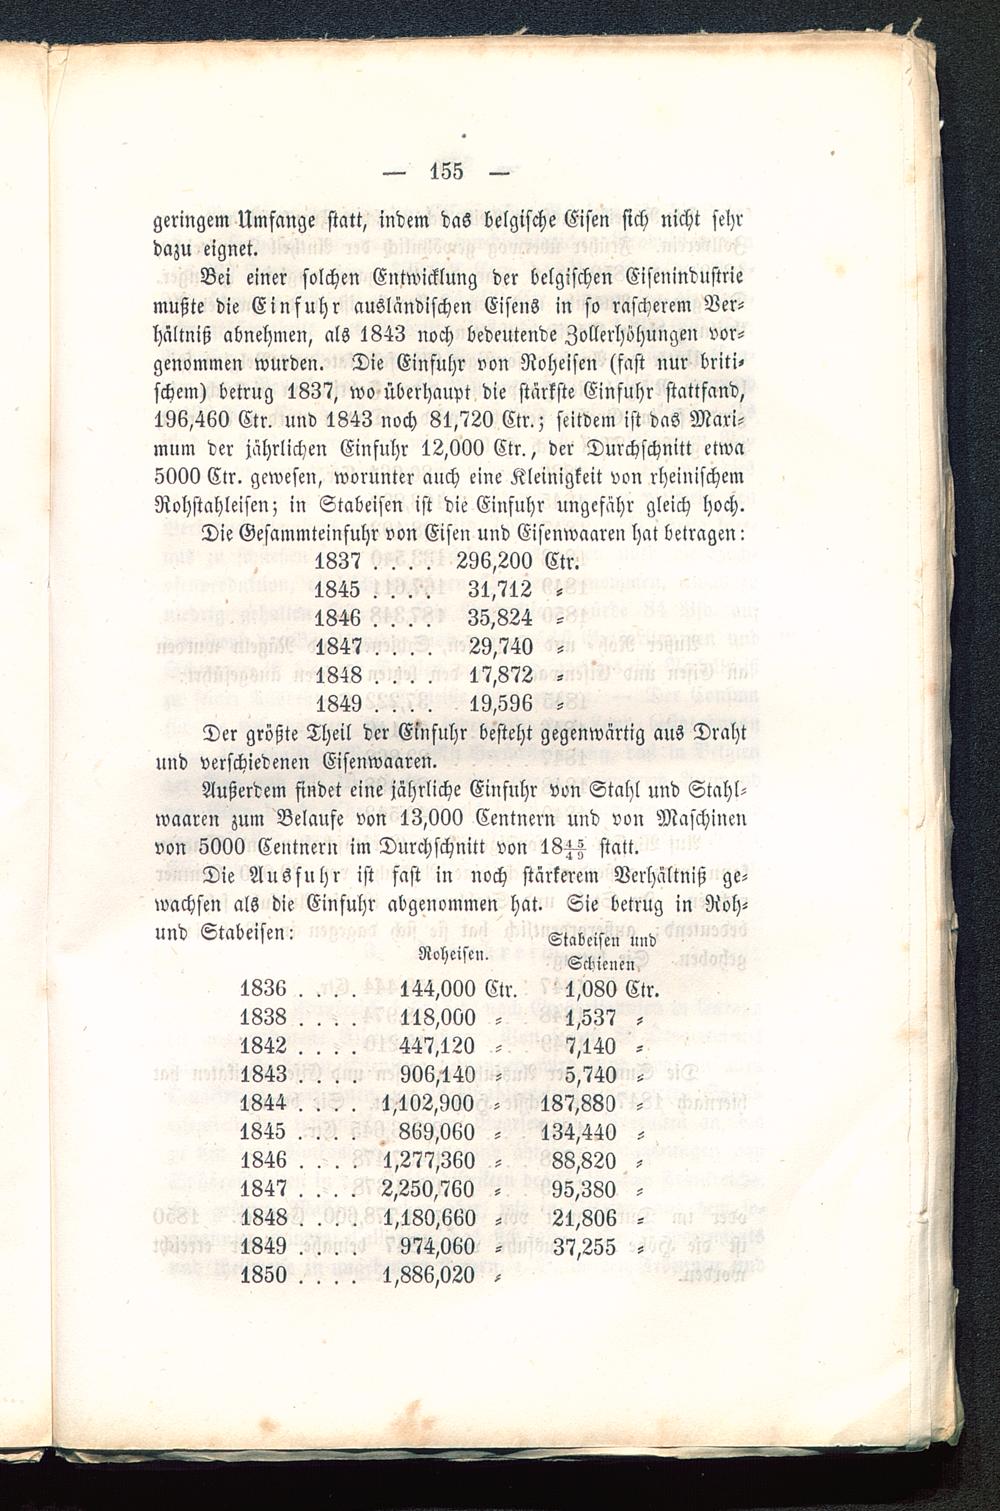 — 155 —
geringem Umfange statt, indem das belgische Eisen sich nicht sehr
dazu eignet.
Bei einer solchen Entwicklung der belgischen Eisenindustrie
mußte die Einfuhr ausländischen Eisens in so rascherem Ver-
hältniß abnehmen, als 1843 noch bedeutende Zollerhöhungen vor-
genommen wurden. Die Einfuhr von Roheisen (fast nur briti-
schem) betrug 1837, wo überhaupt die stärkste Einfuhr stattfand,
196,460 Ctr. und 1843 noch 81,720 Ctr.; seitdem ist das Maxi-
mum der jährlichen Einfuhr 12,000 Ctr., der Durchschnitt etwa
5000 Ctr. gewesen, worunter auch eine Kleinigkeit von rheinischem
Rohstahleisen; in Stabeisen ist die Einfuhr ungefähr gleich hoch.
Die Gesammteinfuhr von Eisen und Eisenwaaren hat betragen:
1837 . . . . 296,200 Ctr.
1845 . . . . 31,712 „
1846 . . . . 35,824 „
1847 . . . . 29,740 „
1848 . . . . 17,872 „
1849 . . . . 19,596 „
Der größte Theil der Einfuhr besteht gegenwärtig aus Draht
und verschiedenen Eisenwaaren.
Außerdem findet eine jährliche Einfuhr von Stahl und Stahl-
waaren zum Belaufe von 13,000 Centnern und von Maschinen
von 5000 Centnern im Durchschnitt von 18 45/49 statt.
Die Ausfuhr ist fast in noch stärkerem Verhältniß ge-
wachsen als die Einfuhr abgenommen hat. Sie betrug in Roh-
und Stabeisen:
Roheisen. Stabeisen und
Schienen.
1836 . . . . 144,000 Ctr. 1,080 Ctr.
1838 . . . . 118,000 „ 1,537 „
1842 . . . . 447,120 „ 7,140 „
1843 . . . . 906,140 „ 5,740 „
1844 . . . . 1,102,900 „ 187,880 „
1845 . . . . 869,060 „ 134,440 „
1846 . . . . 1,277,360 „ 88,820 „
1847 . . . . 2,250,760 „ 95,380 „
1848 . . . . 1,180,660 „ 21,806 „
1849 . . . . 974,060 „ 37,255 „
1850 . . . . 1,886,020 „